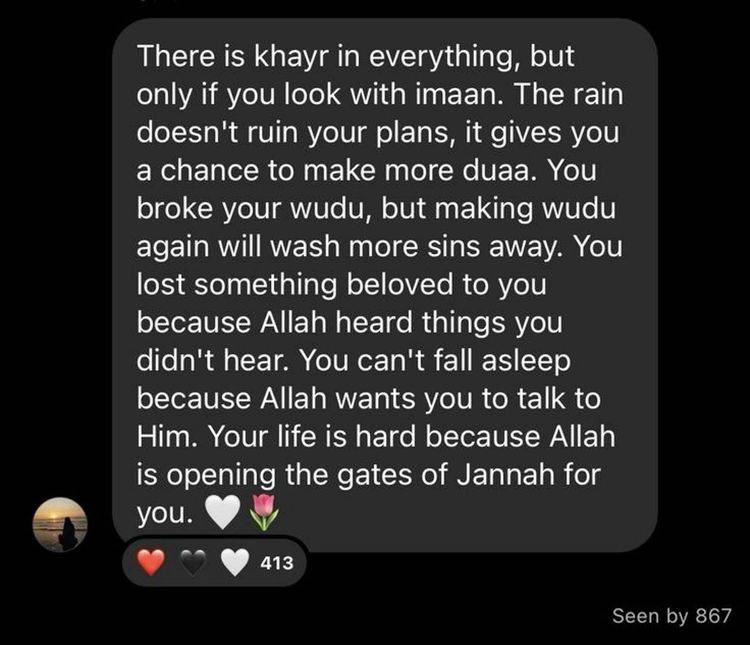 There is khayr in everything, but
only if you look with imaan. The rain
doesn't ruin your plans, it gives you
a chance to make more duaa. You
broke your wudu, but making wudu
again will wash more sins away. You
lost something beloved to you
because Allah heard things you
didn't hear. You can't fall asleep
because Allah wants you to talk to
Him. Your life is hard because Allah
is opening the gates of Jannah for
you. 🤍🌷
❤️🖤🤍 413
Seen by 867